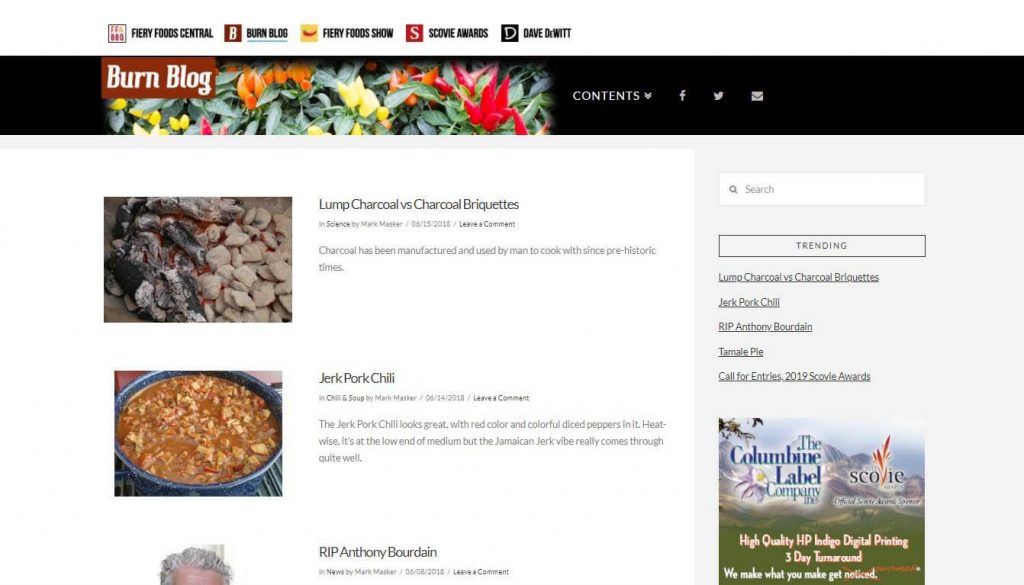 FF& BBQ FIERY FOODS CENTRAL B BURN BLOG FIERY FOODS SHOW S SCOVIE AWARDS D DAVE DeWITT
Burn Blog
CONTENTS
Lump Charcoal vs Charcoal Briquettes
In Science by Mark Masker / 06/15/2018 / Leave a Comment
Charcoal has been manufactured and used by man to cook with since pre-historic
times.
Jerk Pork Chili
In Chili & Soup by Mark Masker / 06/14/2018 / Leave a Comment
The Jerk Pork Chili looks great, with red color and colorful diced peppers in it. Heat-
wise, it's at the low end of medium but the Jamaican Jerk vibe really comes through
quite well.
RIP Anthony Bourdain
In News by Mark Masker / 06/08/2018 / Leave a Comment
Search
TRENDING
Lump Charcoal vs Charcoal Briquettes
Jerk Pork Chili
RIP Anthony Bourdain
Tamale Pie
Call for Entries, 2019 Scovie Awards
The
Columbine
Label
Company
Inc
scovie
Official Scovie Awards Sponsor
High Quality HP Indigo Digital Printing
3 Day Turnaround
We make what you make get noticed.